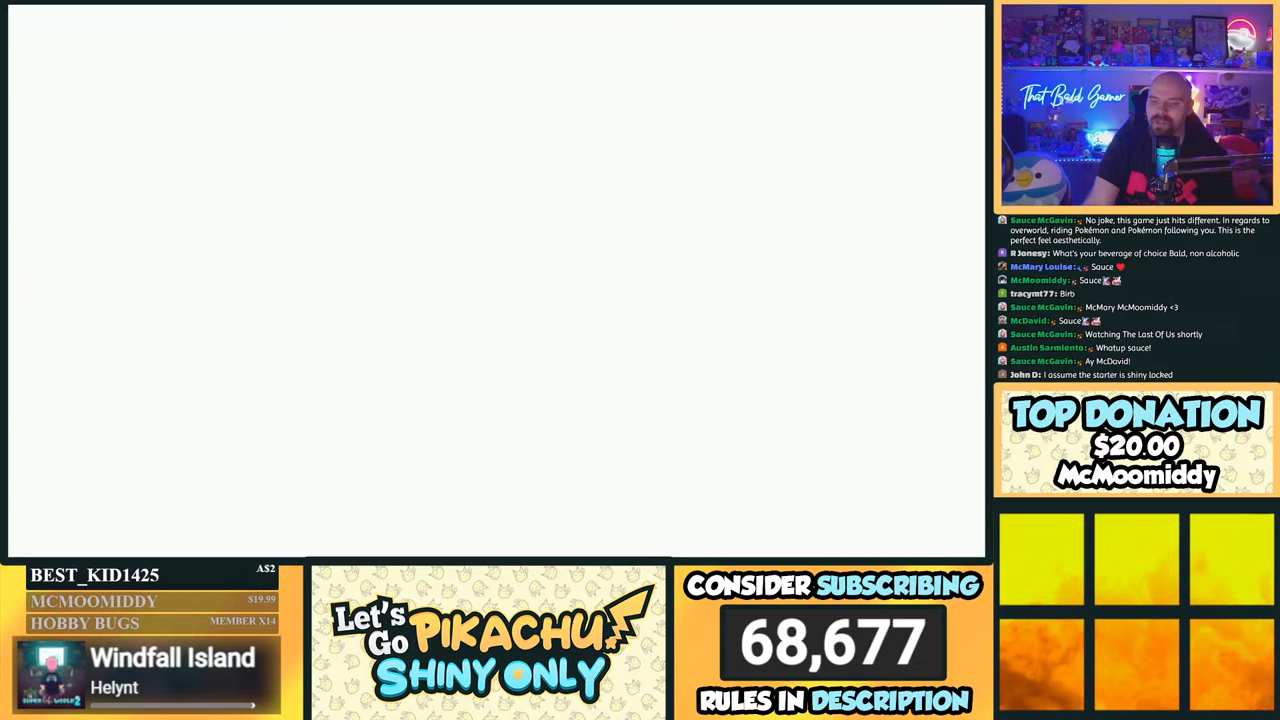 That Bald Gamer
Sauce McGavin: No joke, this game just hits different. In regards to
overworld, riding Pokémon and Pokémon following you. This is the
perfect feel aesthetically.
R Jonesy: What's your beverage of choice Bald, non alcoholic
McMary Louise: Sauce
McMoomiddy: Sauce
tracymt77: Birb
Sauce McGavin: McMary McMoomiddy <3
McDavid: Sauce
Sauce McGavin: Watching The Last Of Us shortly
Austin Sarmiento: Whatup sauce!
Sauce McGavin: Ay McDavid!
John D: I assume the starter is shiny locked
TOP DONATION
$20.00
McMoomiddy
BEST_KID1425 A$2
MCMOOMIDDY $19.99
HOBBY BUGS MEMBER X14
Windfall Island
Helynt
Let's
Go PIKACHU!
SHINY ONLY
CONSIDER SUBSCRIBING
68,677
RULES IN DESCRIPTION